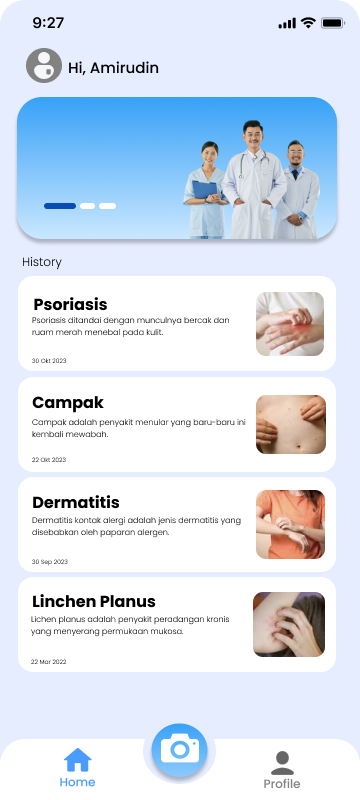 9:27
Hi, Amirudin
History
Psoriasis
Psoriasis ditandai dengan munculnya bercak dan
ruam merah menebal pada kulit.
30 Okt 2023
Campak
Campak adalah penyakit menular yang baru-baru ini
kembali mewabah.
22 Okt 2023
Dermatitis
Dermatitis kontak alergi adalah jenis dermatitis yang
disebabkan oleh paparan alergen.
30 Sep 2023
Linchen Planus
Lichen planus adalah penyakit peradangan kronis
yang menyerang permukaan mukosa.
22 Mar 2022
Home
Profile